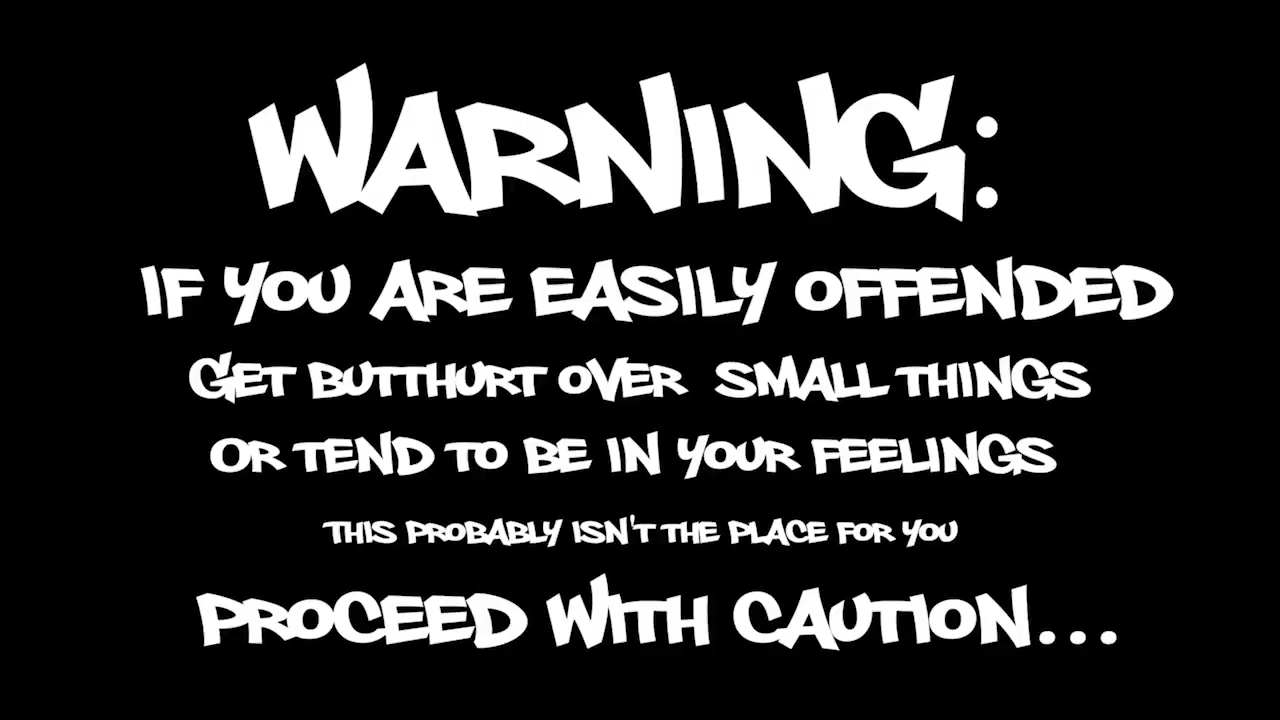 WARNING:
IF YOU ARE EASILY OFFENDED
GET BUTTHURT OVER SMALL THINGS
OR TEND TO BE IN YOUR FEELINGS
THIS PROBABLY ISN'T THE PLACE FOR YOU
PROCEED WITH CAUTION...